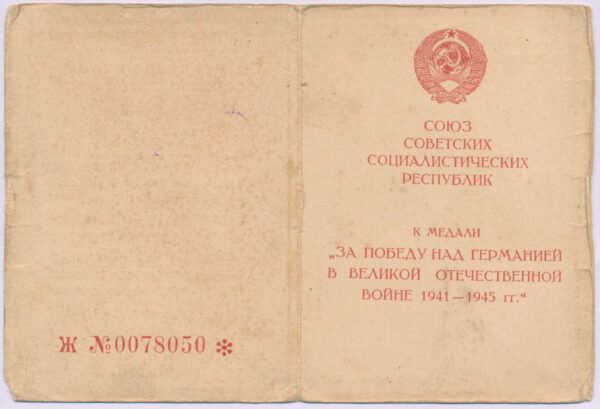 Ж №0078050 *
СОЮЗ
СОВЕТСКИХ
СОЦИАЛИСТИЧЕСКИХ
РЕСПУБЛИК
К МЕДАЛИ
„ЗА ПОБЕДУ НАД ГЕРМАНИЕЙ
В ВЕЛИКОЙ ОТЕЧЕСТВЕННОЙ
ВОЙНЕ 1941—1945 гг.“